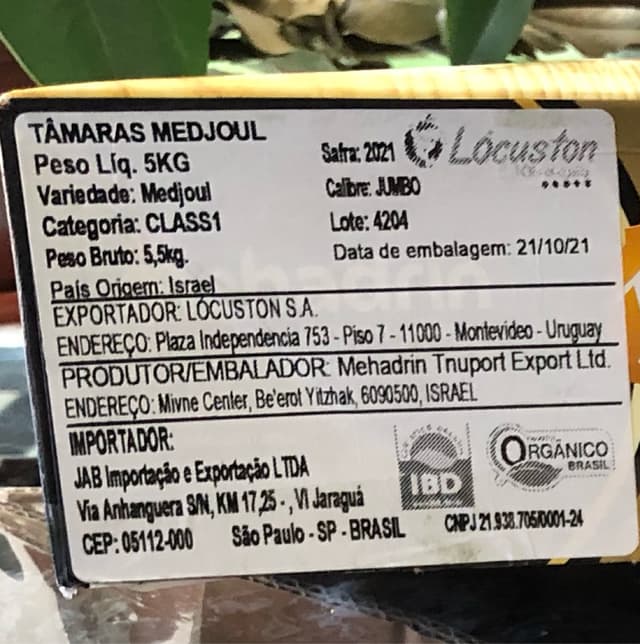 TÂMARAS MEDJOUL
Peso Líq. 5KG
Variedade: Medjoul
Categoria: CLASS1
Peso Bruto: 5,5kg.
País Origem: Israel
Safra: 2021
Calibre: JUMBO
Lote: 4204
Data de embalagem: 21/10/21
Lócuston
EXPORTADOR: LÓCUSTON S.A.
ENDEREÇO: Plaza Independencia 753 - Piso 7 - 11000 - Montevideo - Uruguay
PRODUTOR/EMBALADOR: Mehadrin Tnuport Export Ltd.
ENDEREÇO: Mivne Center, Be'erot Yitzhak, 6090500, ISRAEL
IMPORTADOR:
JAB Importação e Exportação LTDA
Via Anhanguera S/N, KM 17,25 - , Vl Jaraguá
CEP: 05112-000 São Paulo - SP - BRASIL
IBD
ORGÂNICO
BRASIL
CNPJ 21.938.705/0001-24